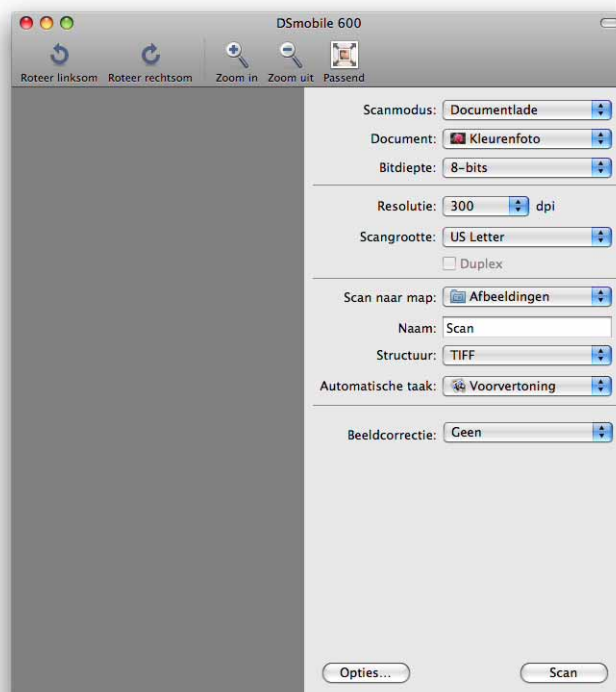 DSmobile 600
Roteer linksom Roteer rechtsom Zoom in Zoom uit Passend
Scanmodus: Documentlade
Document: Kleurenfoto
Bitdiepte: 8-bits
Resolutie: 300 dpi
Scangrootte: US Letter
Duplex
Scan naar map: Afbeeldingen
Naam: Scan
Structuur: TIFF
Automatische taak: Voorvertoning
Beeldcorrectie: Geen
Opties... Scan